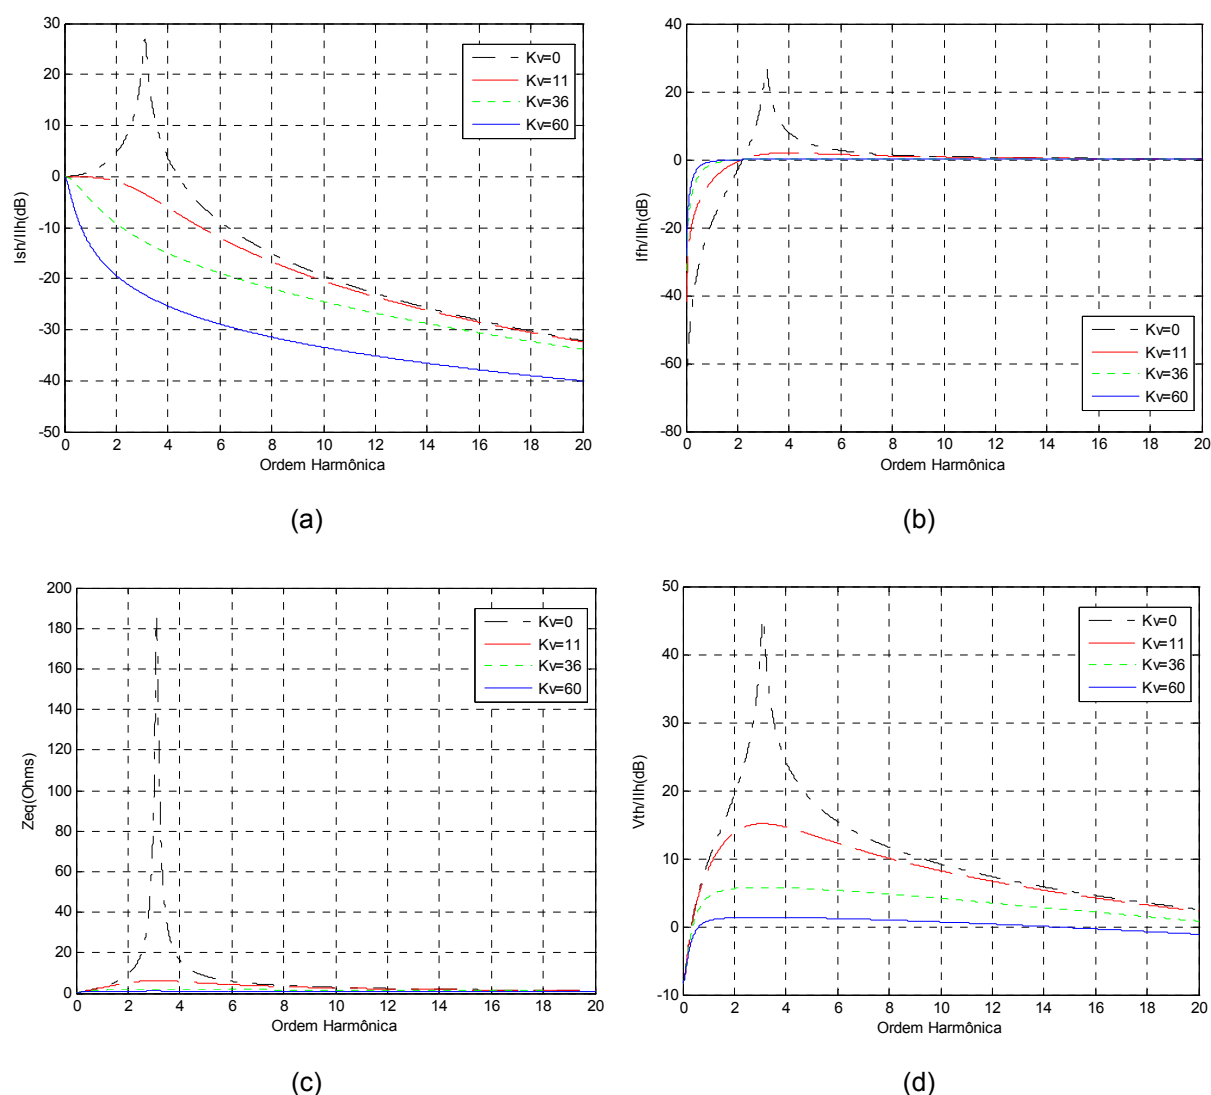 30
20
10
0
-10
-20
-30
-40
-50
Ish/Ilh(dB)
0 2 4 6 8 10 12 14 16 18 20
Ordem Harmônica
Kv=0
Kv=11
Kv=36
Kv=60
(a)
40
20
0
-20
-40
-60
-80
Ifh/Ilh(dB)
0 2 4 6 8 10 12 14 16 18 20
Ordem Harmônica
Kv=0
Kv=11
Kv=36
Kv=60
(b)
200
180
160
140
120
100
80
60
40
20
0
Zeq(Ohms)
0 2 4 6 8 10 12 14 16 18 20
Ordem Harmônica
Kv=0
Kv=11
Kv=36
Kv=60
(c)
50
40
30
20
10
0
-10
Vth/Ilh(dB)
0 2 4 6 8 10 12 14 16 18 20
Ordem Harmônica
Kv=0
Kv=11
Kv=36
Kv=60
(d)